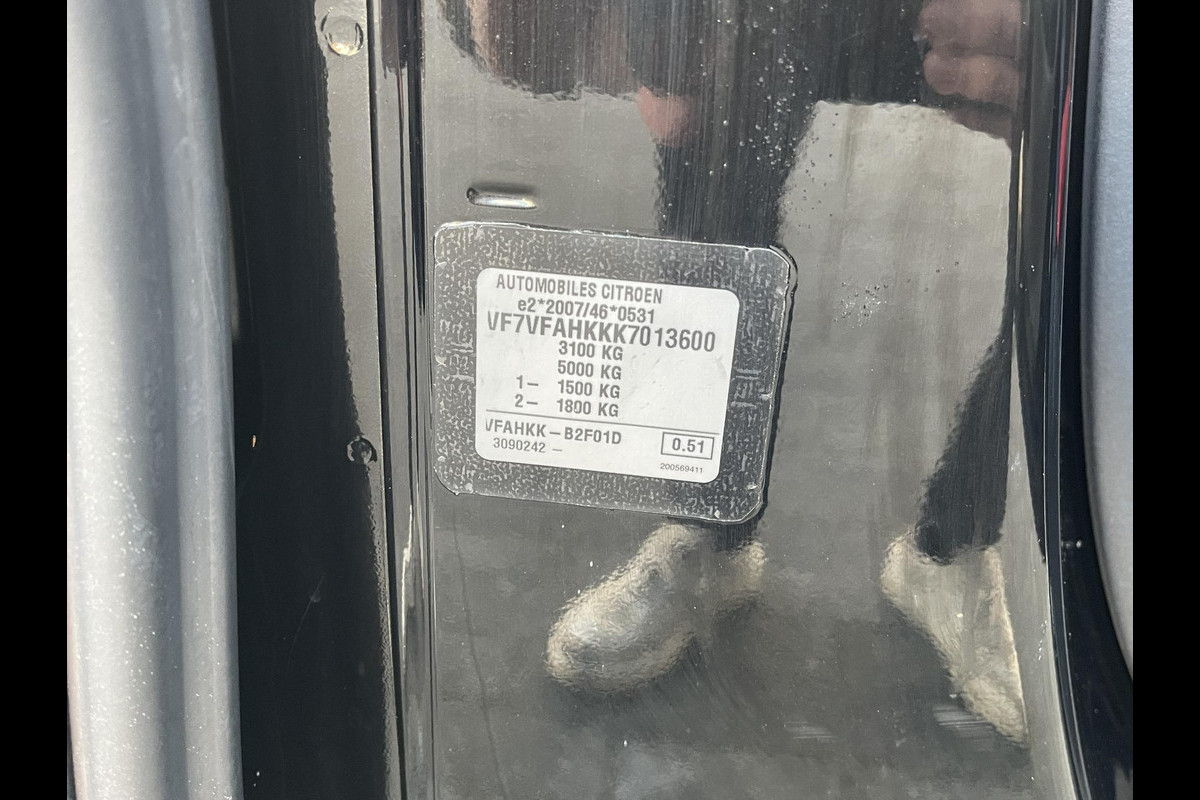 AUTOMOBILES CITROEN
e2*2007/46*0531
VF7VFAHKKK7013600
3100 KG
5000 KG
1– 1500 KG
2– 1800 KG
VFAHKK–B2F01D 0.51
3090242 –
200569411